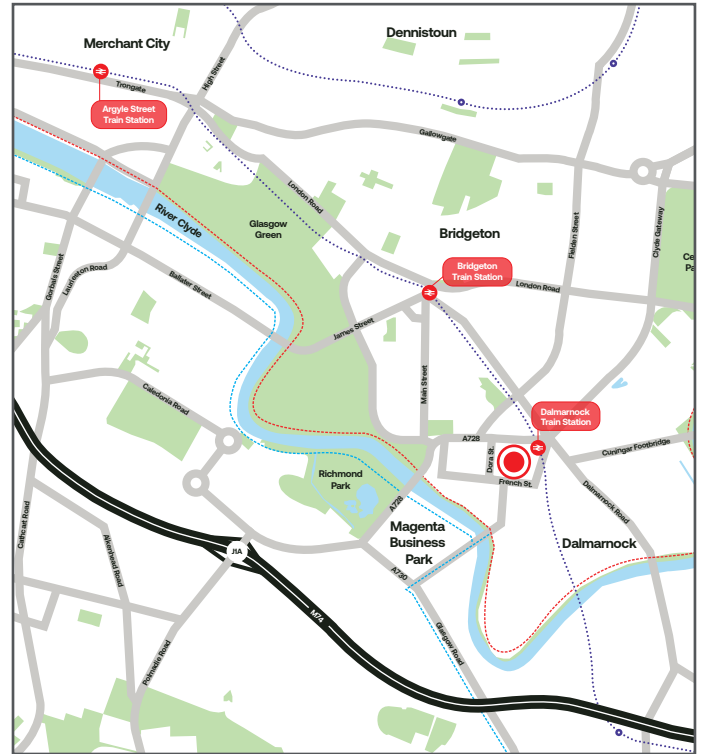 Merchant City
Dennistoun
High Street
Trongate
Argyle Street
Train Station
Gallowgate
River Clyde
London Road
Glasgow
Green
Bridgeton
Fielden Street
Clyde Gateway
Gorbals Street
Laurieston Road
Ballater Street
Bridgeton
Train Station
London Road
Ce
Pa
James Street
Main Street
Caledonia Road
Dalmarnock
Train Station
A728
Dora St.
Cuningar Footbridge
French St.
Richmond
Park
A728
Dalmarnock Road
Cathcart Road
Aikenhead Road
Magenta
Business
Park
Dalmarnock
J1A
A730
M74
Glasgow Road
Polmadie Road